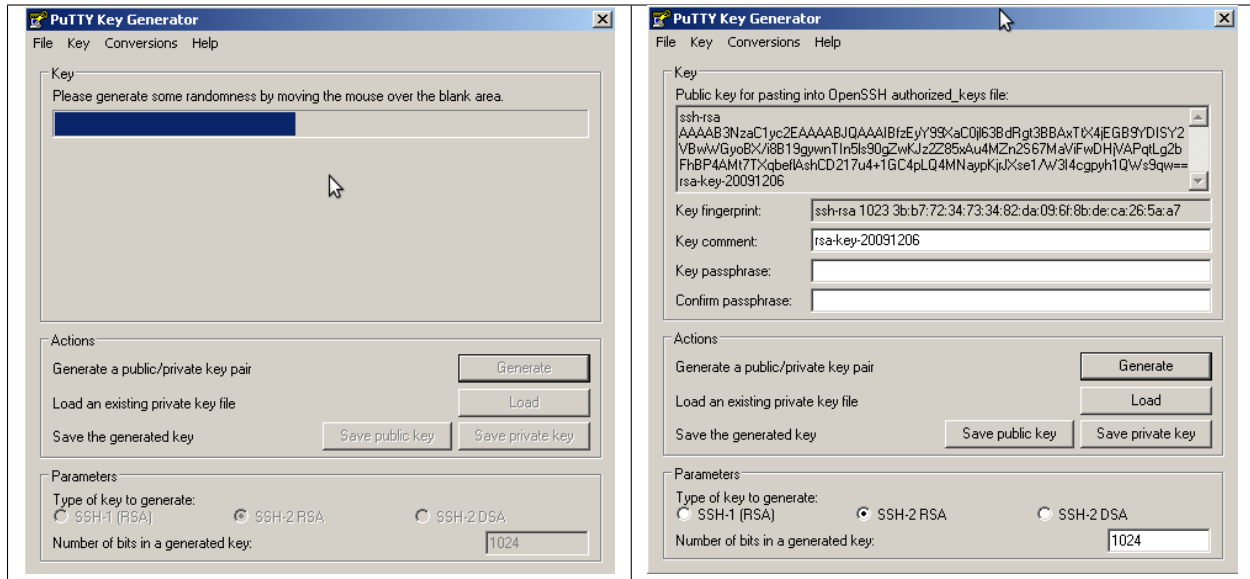 PuTTY Key Generator
File Key Conversions Help
Key
Please generate some randomness by moving the mouse over the blank area.
Actions
Generate a public/private key pair
Generate
Load an existing private key file
Load
Save the generated key
Save public key
Save private key
Parameters
Type of key to generate:
SSH-1 (RSA) SSH-2 RSA SSH-2 DSA
Number of bits in a generated key:
1024
PuTTY Key Generator
File Key Conversions Help
Key
Public key for pasting into OpenSSH authorized_keys file:
ssh-rsa
rsa-key-20091206
Key fingerprint:
ssh-rsa 1023 3b:b7:72:34:73:34:82:da:09:6f:8b:de:ca:26:5a:a7
Key comment:
rsa-key-20091206
Key passphrase:
Confirm passphrase:
Actions
Generate a public/private key pair
Generate
Load an existing private key file
Load
Save the generated key
Save public key
Save private key
Parameters
Type of key to generate:
SSH-1 (RSA) SSH-2 RSA SSH-2 DSA
Number of bits in a generated key:
1024